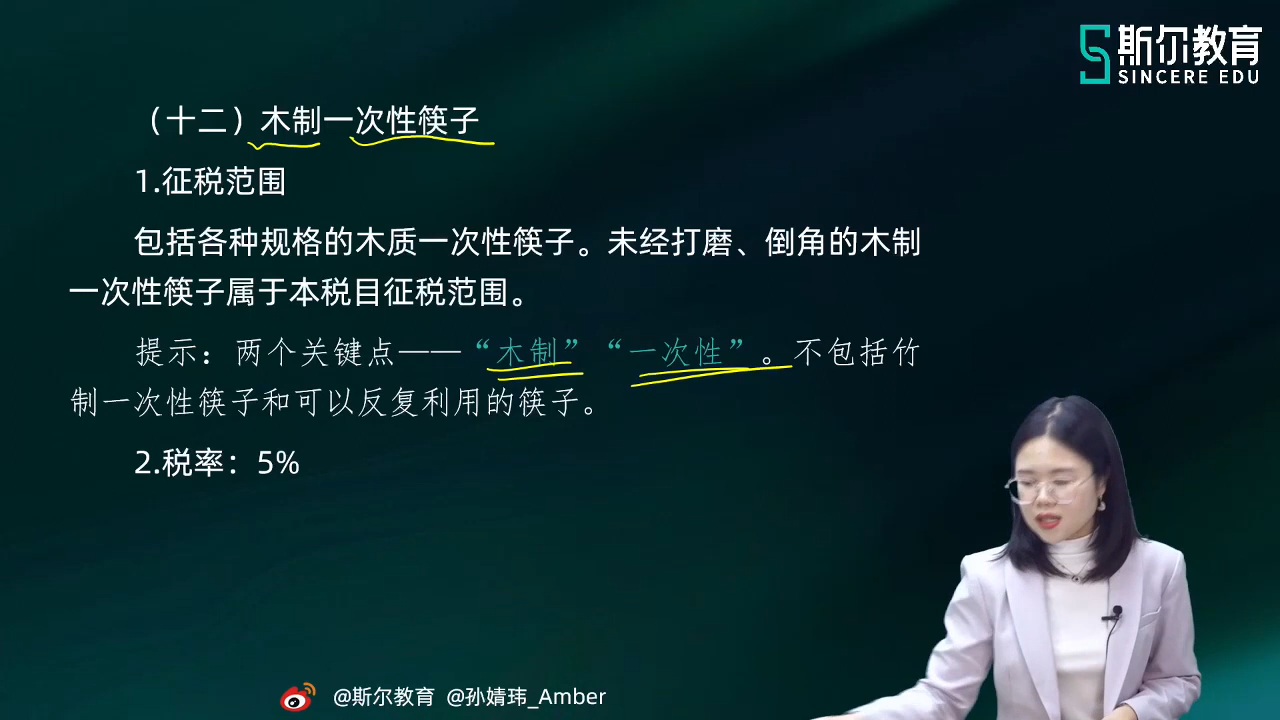 斯尔教育
SINCERE EDU
（十二）木制一次性筷子
1.征税范围
包括各种规格的木质一次性筷子。未经打磨、倒角的木制
一次性筷子属于本税目征税范围。
提示：两个关键点——“木制”“一次性”。不包括竹
制一次性筷子和可以反复利用的筷子。
2.税率：5%
@斯尔教育 @孙婧玮_Amber